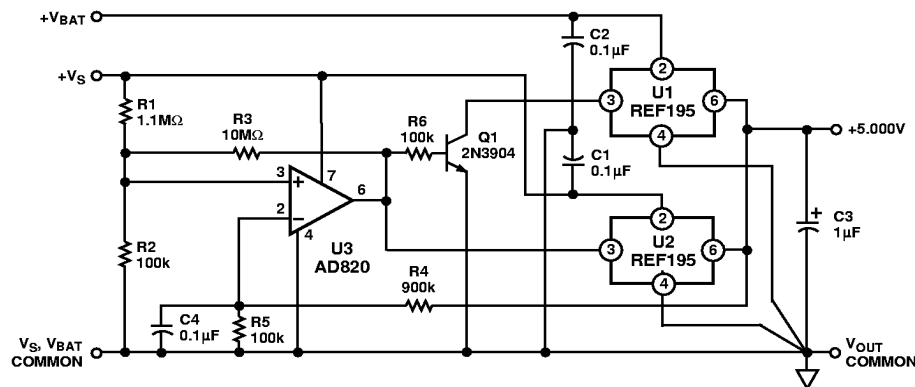 +VBAT
C2
0.1µF
+VS
2
U1
3
6
REF195
4
R1
1.1MΩ
R3
10MΩ
R6
100k
Q1
2N3904
+5.000V
C1
0.1µF
3
7
+
6
2
−
4
U3
AD820
2
U2
3
6
REF195
4
+
C3
1µF
R2
100k
R4
900k
C4
0.1µF
R5
100k
VS, VBAT
COMMON
VOUT
COMMON